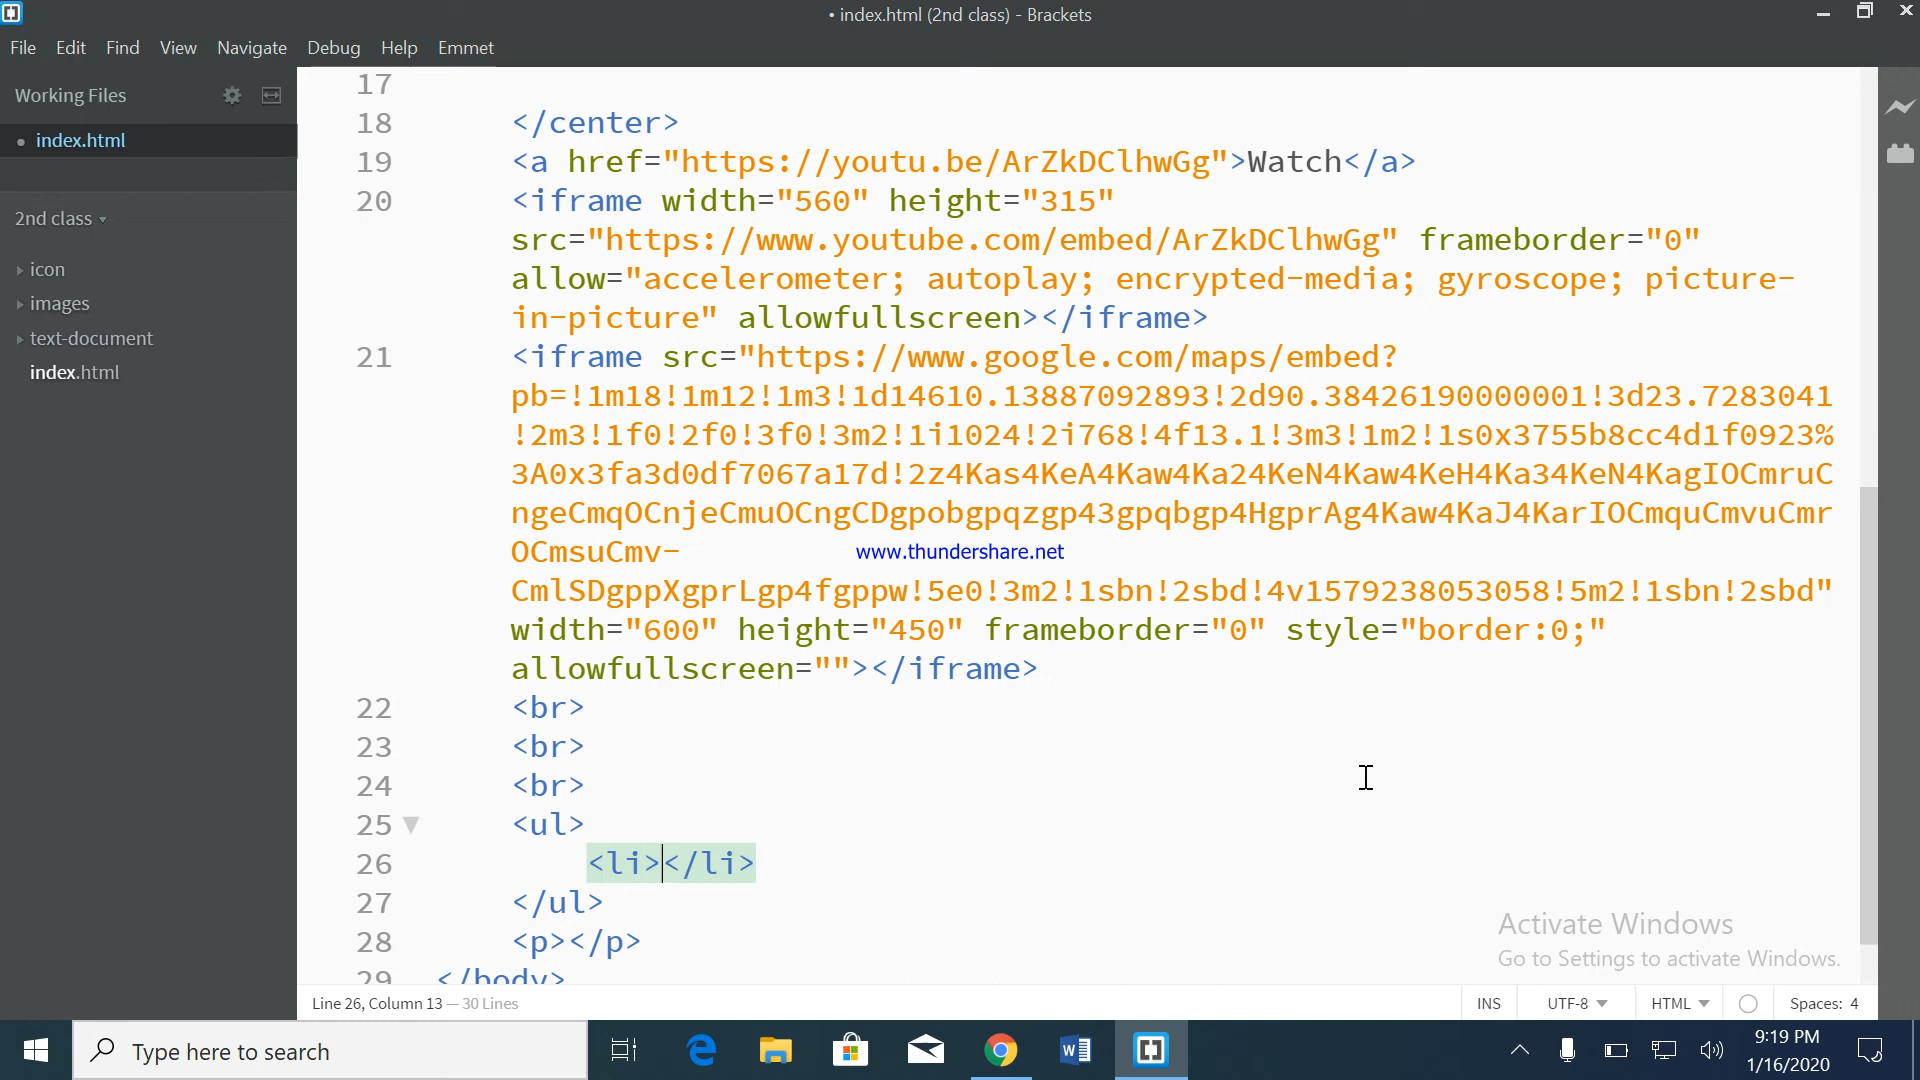 • index.html (2nd class) - Brackets
File Edit Find View Navigate Debug Help Emmet
Working Files
• index.html
2nd class
icon
images
text-document
index.html
17
18 </center>
19 <a href="https://youtu.be/ArZkDClhwGg">Watch</a>
20 <iframe width="560" height="315"
src="https://www.youtube.com/embed/ArZkDClhwGg" frameborder="0"
allow="accelerometer; autoplay; encrypted-media; gyroscope; picture-
in-picture" allowfullscreen></iframe>
21 <iframe src="https://www.google.com/maps/embed?
pb=!1m18!1m12!1m3!1d14610.13887092893!2d90.38426190000001!3d23.7283041
!2m3!1f0!2f0!3f0!3m2!1i1024!2i768!4f13.1!3m3!1m2!1s0x3755b8cc4d1f0923%
3A0x3fa3d0df7067a17d!2z4Kas4KeA4Kaw4Ka24KeN4Kaw4KeH4Ka34KeN4KagIOCmruC
ngeCmqOCnjeCmuOCngCDgpobgpqzgp43gpqbgp4HgprAg4Kaw4KaJ4KarIOCmquCmvuCmr
OCmsuCmv-
www.thundershare.net
CmlSDgppXgprLgp4fgppw!5e0!3m2!1sbn!2sbd!4v1579238053058!5m2!1sbn!2sbd"
width="600" height="450" frameborder="0" style="border:0;"
allowfullscreen=""></iframe>
22 <br>
23 <br>
24 <br>
25 <ul>
26 <li></li>
27 </ul>
28 <p></p>
29 </body>
Activate Windows
Go to Settings to activate Windows.
Line 26, Column 13 — 30 Lines
INS UTF-8 HTML Spaces: 4
Type here to search
9:19 PM
1/16/2020